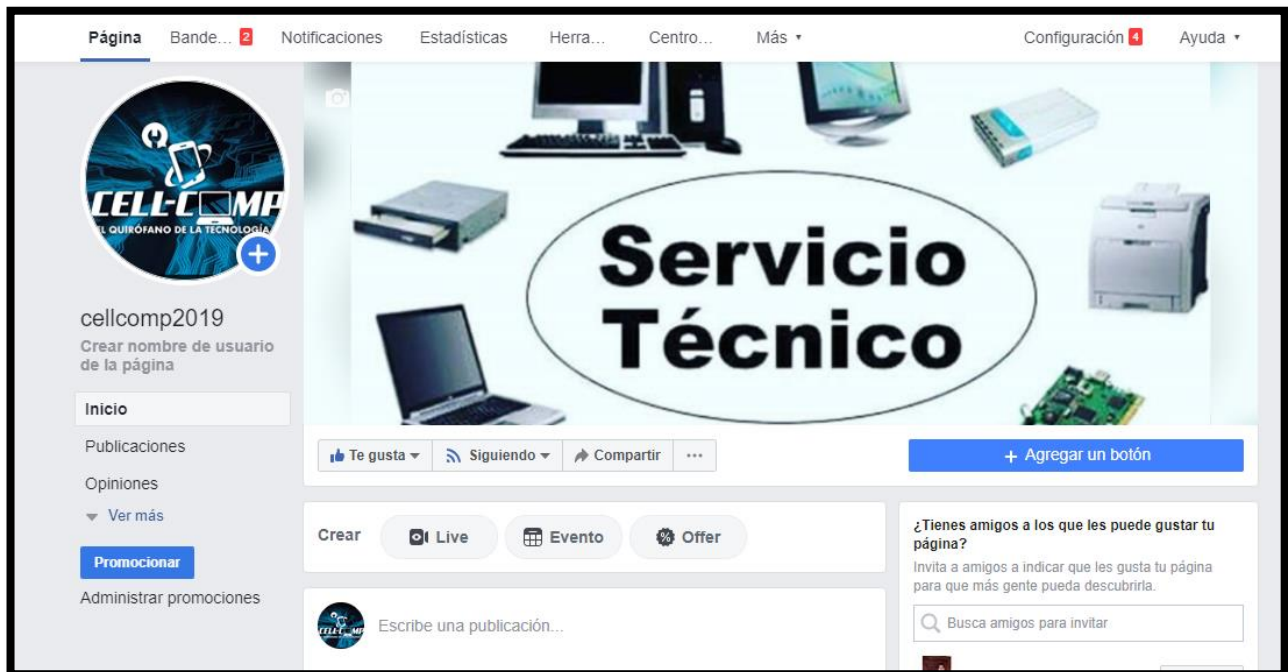 Página Bande... 2 Notificaciones Estadísticas Herra... Centro... Más Configuración 4 Ayuda
CELL-COMP
EL QUIRÓFANO DE LA TECNOLOGÍA
cellcomp2019
Crear nombre de usuario
de la página
Inicio
Publicaciones
Opiniones
Ver más
Promocionar
Administrar promociones
Servicio
Técnico
Te gusta Siguiendo Compartir ...
+ Agregar un botón
Crear Live Evento Offer
CELL-COMP
Escribe una publicación...
¿Tienes amigos a los que les puede gustar tu
página?
Invita a amigos a indicar que les gusta tu página
para que más gente pueda descubrirla.
Busca amigos para invitar